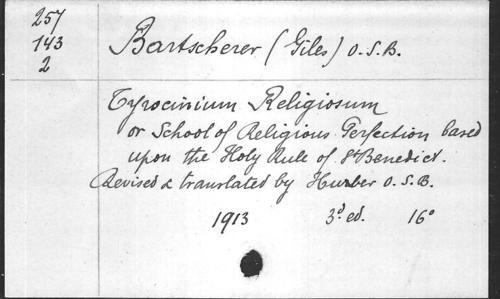 257
143
2
Bartscherer (Giles) O.S.B.
Tyrocinium Religiosum
or School of Religious Perfection based
upon the Holy Rule of St Benedict.
Revised & translated by Huber O.S.B.
1913 3d ed. 16°